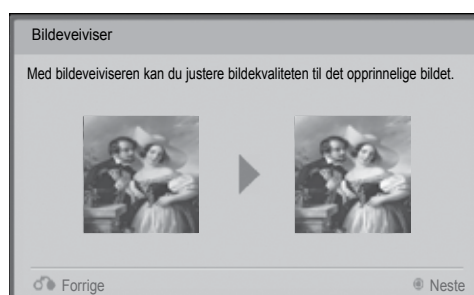 Bildeveiviser
Med bildeveiviseren kan du justere bildekvaliteten til det opprinnelige bildet.
Forrige
Neste